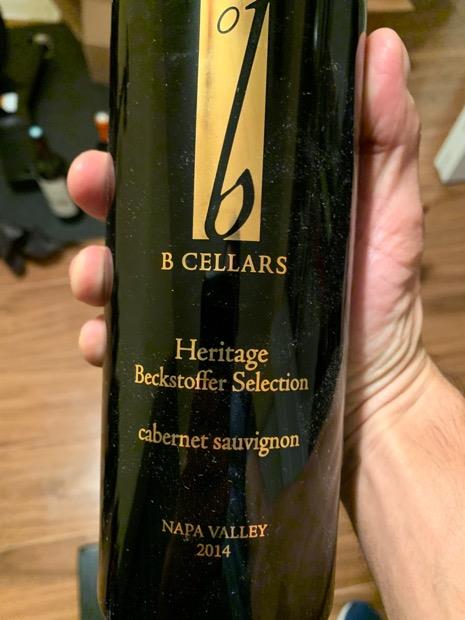 b
B CELLARS
Heritage
Beckstoffer Selection
cabernet sauvignon
NAPA VALLEY
2014